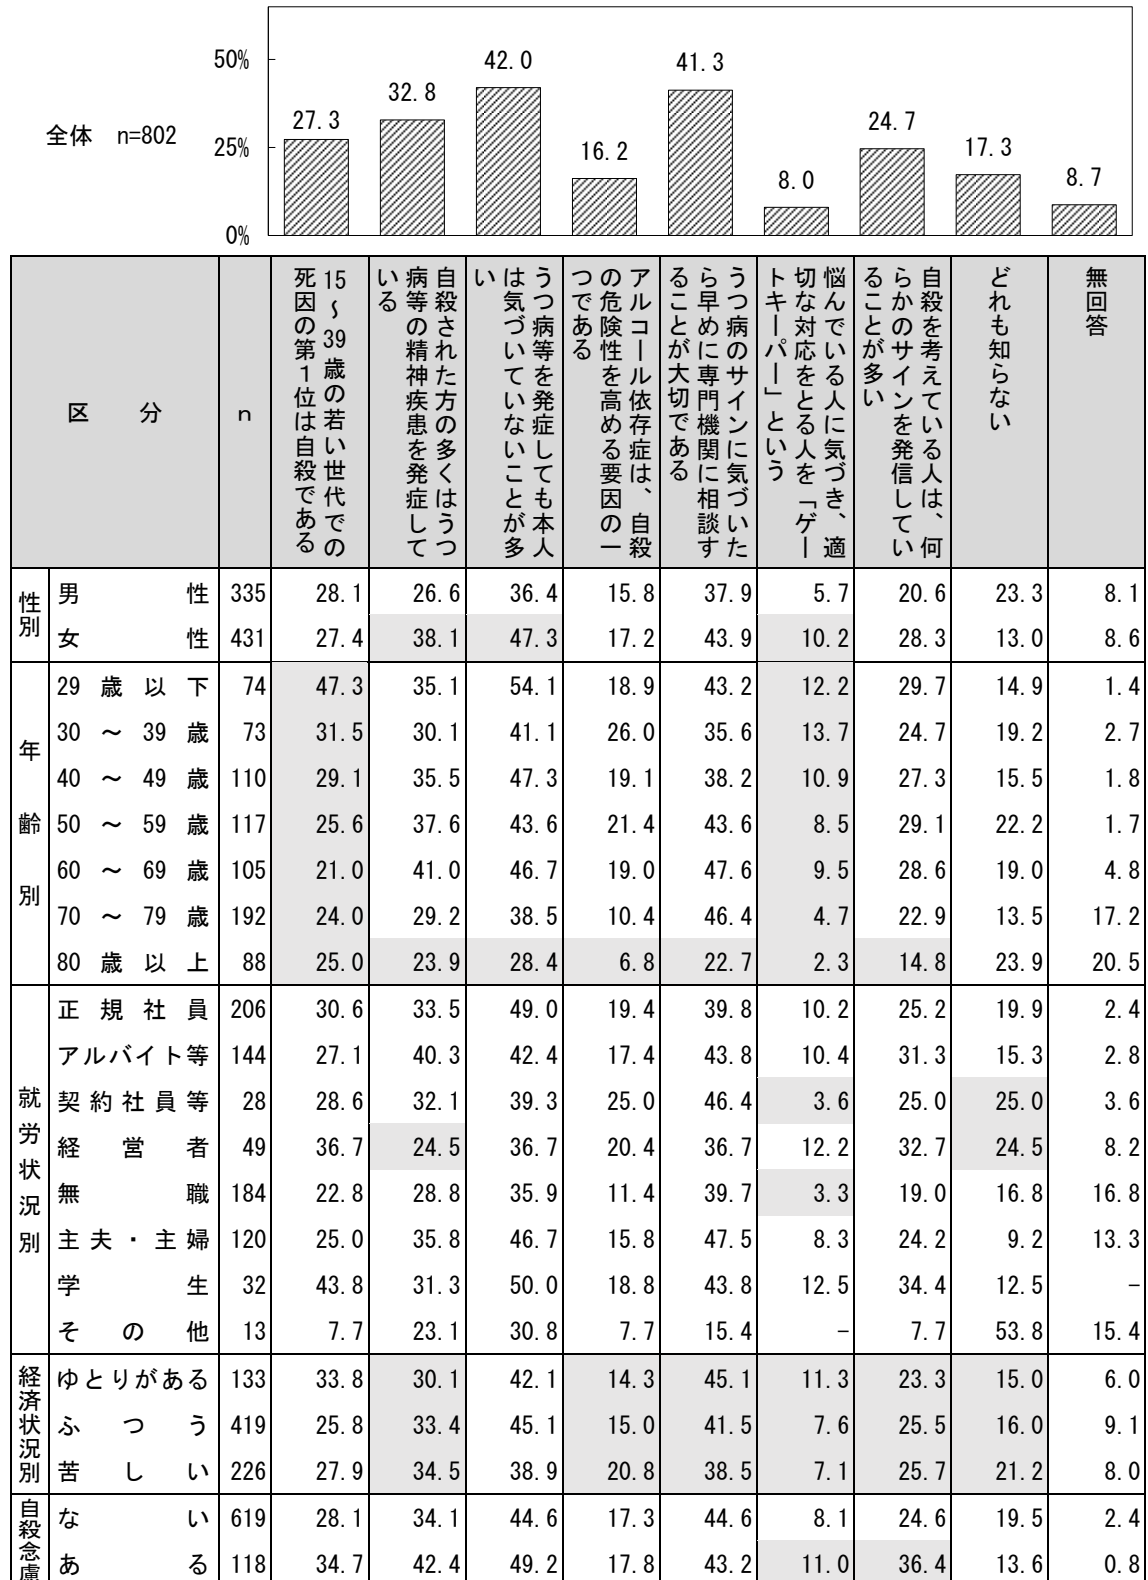 50%
25%
0%
全体 n=802
27.3 32.8 42.0 16.2 41.3 8.0 24.7 17.3 8.7
区分 n
15～39歳の若い世代での
死因の第1位は自殺である
自殺された方の多くはうつ
病等の精神疾患を発症して
いる
うつ病等を発症しても本人
は気づいていないことが多
い
アルコール依存症は、自殺
の危険性を高める要因の一
つである
うつ病のサインに気づいた
ら早めに専門機関に相談す
ることが大切である
悩んでいる人に気づき、適
切な対応をとる人を「ゲー
トキーパー」という
自殺を考えている人は、何
らかのサインを発信してい
ることが多い
どれも知らない
無回答
性別
男性 335 28.1 26.6 36.4 15.8 37.9 5.7 20.6 23.3 8.1
女性 431 27.4 38.1 47.3 17.2 43.9 10.2 28.3 13.0 8.6
年齢別
29歳以下 74 47.3 35.1 54.1 18.9 43.2 12.2 29.7 14.9 1.4
30～39歳 73 31.5 30.1 41.1 26.0 35.6 13.7 24.7 19.2 2.7
40～49歳 110 29.1 35.5 47.3 19.1 38.2 10.9 27.3 15.5 1.8
50～59歳 117 25.6 37.6 43.6 21.4 43.6 8.5 29.1 22.2 1.7
60～69歳 105 21.0 41.0 46.7 19.0 47.6 9.5 28.6 19.0 4.8
70～79歳 192 24.0 29.2 38.5 10.4 46.4 4.7 22.9 13.5 17.2
80歳以上 88 25.0 23.9 28.4 6.8 22.7 2.3 14.8 23.9 20.5
就労状況別
正規社員 206 30.6 33.5 49.0 19.4 39.8 10.2 25.2 19.9 2.4
アルバイト等 144 27.1 40.3 42.4 17.4 43.8 10.4 31.3 15.3 2.8
契約社員等 28 28.6 32.1 39.3 25.0 46.4 3.6 25.0 25.0 3.6
経営者 49 36.7 24.5 36.7 20.4 36.7 12.2 32.7 24.5 8.2
無職 184 22.8 28.8 35.9 11.4 39.7 3.3 19.0 16.8 16.8
主夫・主婦 120 25.0 35.8 46.7 15.8 47.5 8.3 24.2 9.2 13.3
学生 32 43.8 31.3 50.0 18.8 43.8 12.5 34.4 12.5 －
その他 13 7.7 23.1 30.8 7.7 15.4 － 7.7 53.8 15.4
経済状況別
ゆとりがある 133 33.8 30.1 42.1 14.3 45.1 11.3 23.3 15.0 6.0
ふつう 419 25.8 33.4 45.1 15.0 41.5 7.6 25.5 16.0 9.1
苦しい 226 27.9 34.5 38.9 20.8 38.5 7.1 25.7 21.2 8.0
自殺念慮
ない 619 28.1 34.1 44.6 17.3 44.6 8.1 24.6 19.5 2.4
ある 118 34.7 42.4 49.2 17.8 43.2 11.0 36.4 13.6 0.8